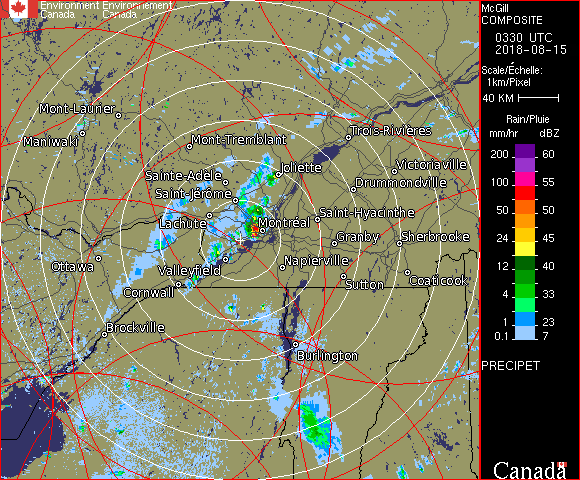 Environment Environnement
Canada Canada
McGill
COMPOSITE
0330 UTC
2018-08-15
Scale/Échelle:
1km/Pixel
40 KM
Rain/Pluie
mm/hr dBZ
200 60
100 55
50 50
24 45
12 40
4 33
1 23
0.1 7
PRECIPET
Canada
Mont-Laurier
Maniwaki
Mont-Tremblant
Trois-Rivières
Sainte-Adèle
Joliette
Victoriaville
Saint-Jérôme
Drummondville
Lachute
Montréal
Saint-Hyacinthe
Granby
Sherbrooke
Ottawa
Valleyfield
Napierville
Cornwall
Sutton
Coaticook
Brockville
Burlington